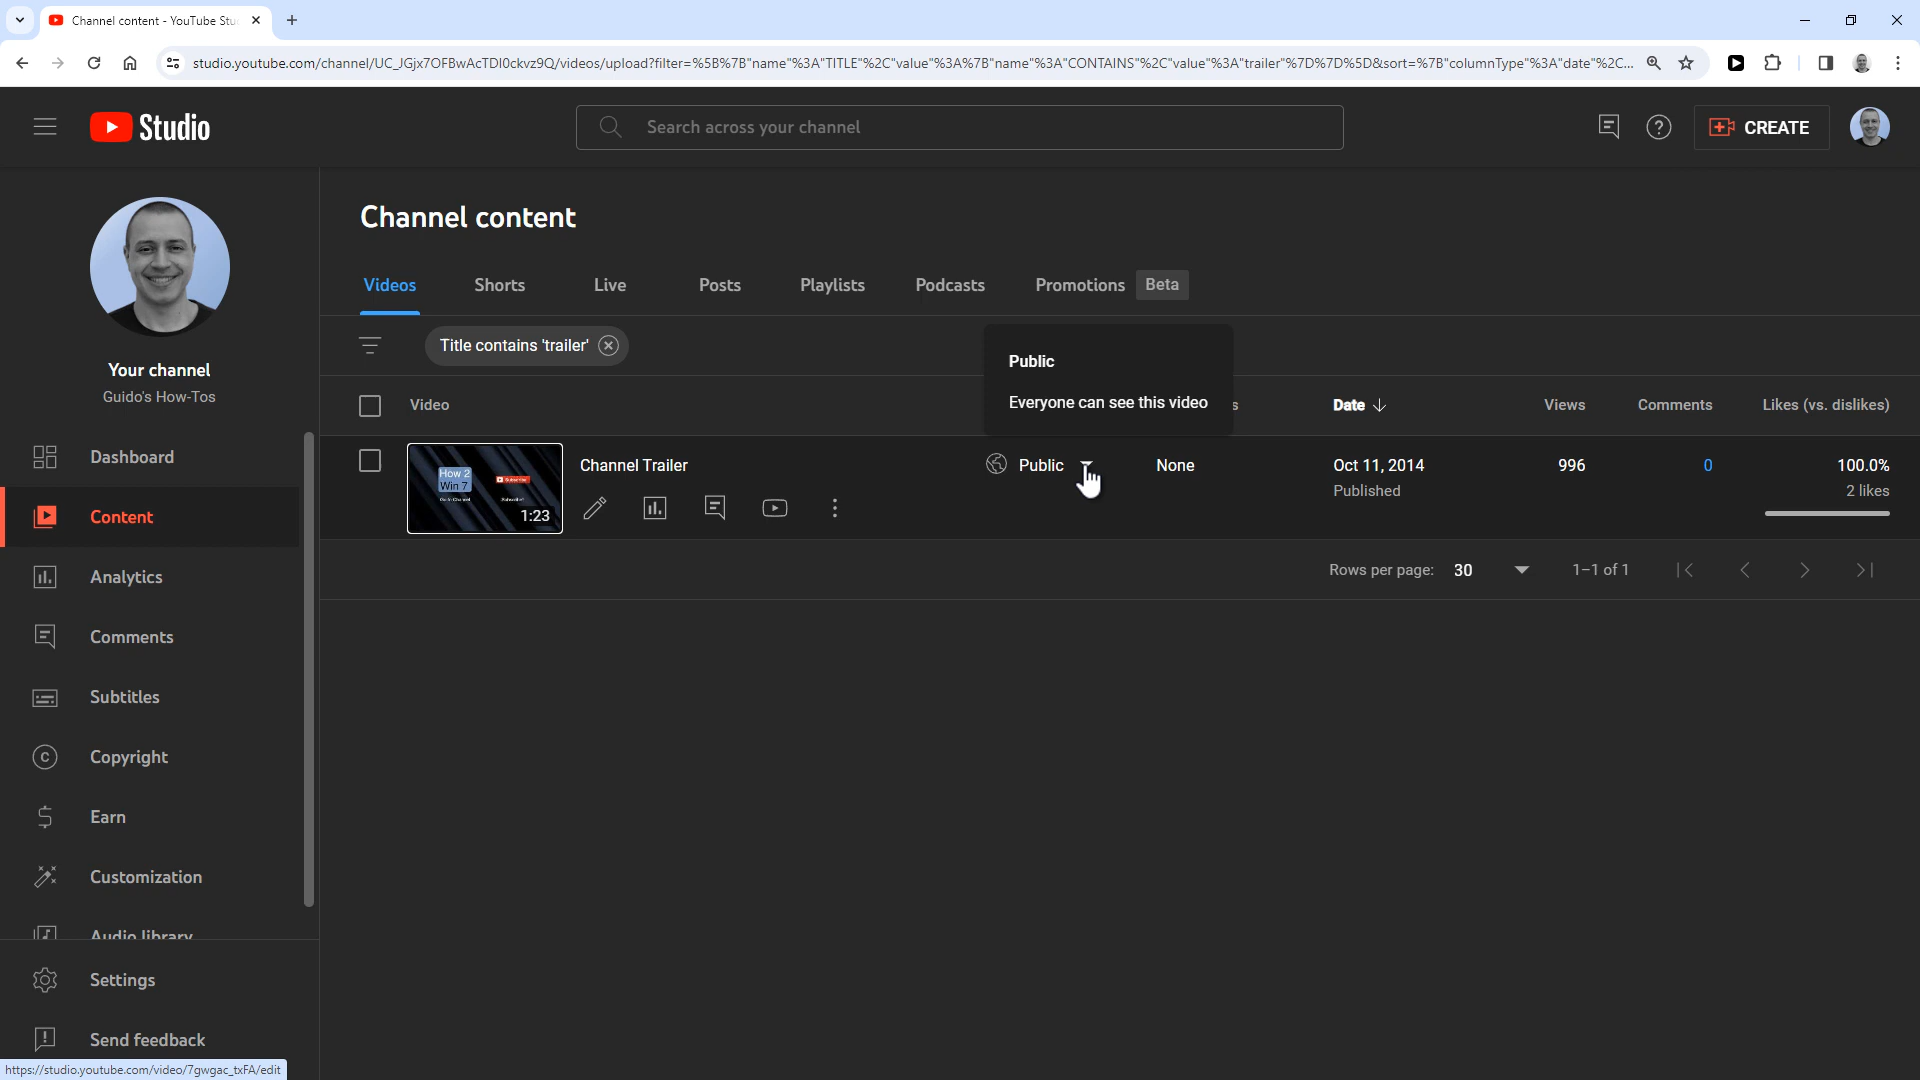 Channel content - YouTube Stu
studio.youtube.com/channel/UC_JGjx7OFBwAcTDI0ckvz9Q/videos/upload?filter=%5B%7B"name"%3A"TITLE"%2C"value"%3A%7B"name"%3A"CONTAINS"%2C"value"%3A"trailer"%7D%7D%5D&sort=%7B"columnType"%3A"date"%2C...
Studio
Search across your channel
CREATE
Your channel
Guido's How-Tos
Dashboard
Content
Analytics
Comments
Subtitles
Copyright
Earn
Customization
Audio library
Settings
Send feedback
Channel content
Videos Shorts Live Posts Playlists Podcasts Promotions Beta
Title contains 'trailer'
Public
Everyone can see this video
Video s Date Views Comments Likes (vs. dislikes)
How 2
Win 7
Subscribe
1:23
Channel Trailer Public None Oct 11, 2014 996 0 100.0%
Published 2 likes
Rows per page: 30 1–1 of 1
https://studio.youtube.com/video/7gwgac_txFA/edit